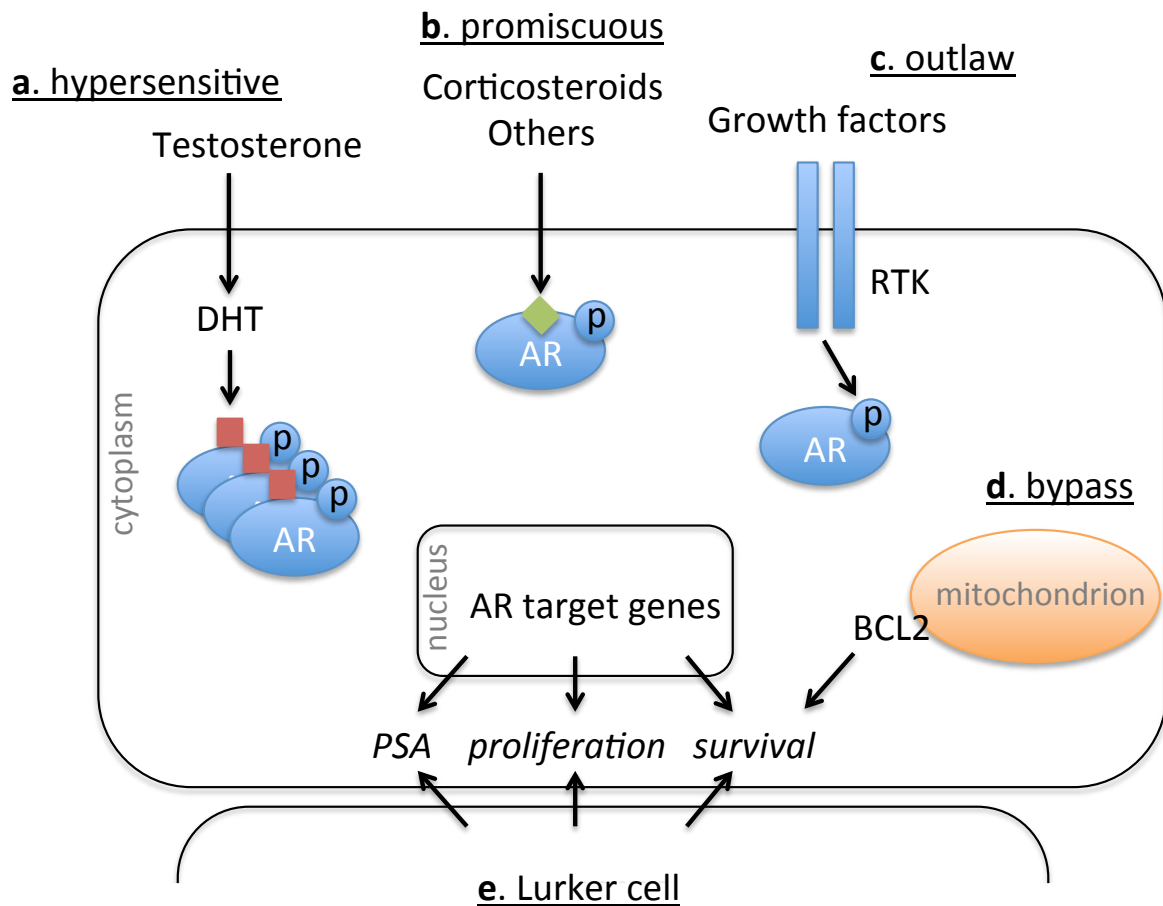 b. promiscuous
a. hypersensitive
c. outlaw
Corticosteroids
Others
Growth factors
Testosterone
RTK
DHT
p
AR
p
AR
p
p
p
AR
cytoplasm
d. bypass
mitochondrion
nucleus
AR target genes
BCL2
PSA proliferation survival
e. Lurker cell